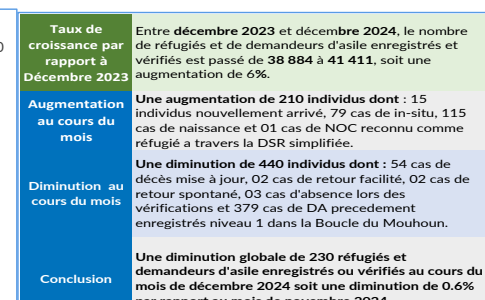 Taux de
croissance par
rapport à
Décembre 2023
Entre décembre 2023 et décembre 2024, le nombre
de réfugiés et de demandeurs d'asile enregistrés et
vérifiés est passé de 38 884 à 41 411, soit une
augmentation de 6%.
Augmentation
au cours du
mois
Une augmentation de 210 individus dont : 15
individus nouvellement arrivé, 79 cas de in-situ, 115
cas de naissance et 01 cas de NOC reconnu comme
réfugié a travers la DSR simplifiée.
Diminution au
cours du mois
Une diminution de 440 individus dont : 54 cas de
décès mise à jour, 02 cas de retour facilité, 02 cas de
retour spontané, 03 cas d'absence lors des
vérifications et 379 cas de DA precedement
enregistrés niveau 1 dans la Boucle du Mouhoun.
Conclusion
Une diminution globale de 230 réfugiés et
demandeurs d'asile enregistrés ou vérifiés au cours du
mois de décembre 2024 soit une diminution de 0.6%
par rapport au mois de novembre 2024